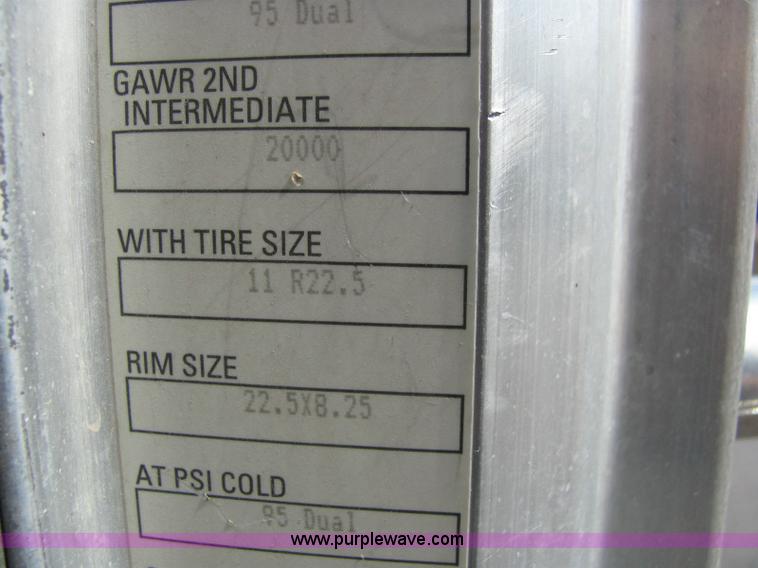 95 Dual
GAWR 2ND
INTERMEDIATE
20000
WITH TIRE SIZE
11 R22.5
RIM SIZE
22.5X8.25
AT PSI COLD
95 Dual
www.purplewave.com